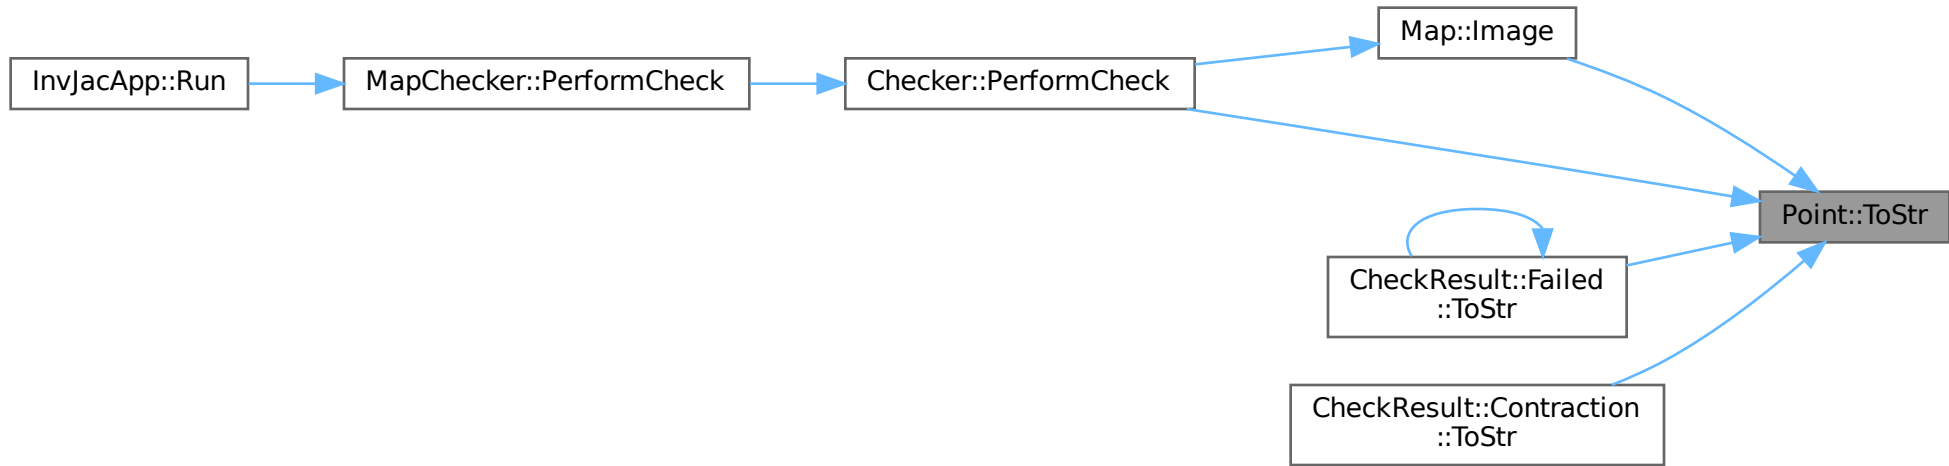 Map::Image
InvJacApp::Run
MapChecker::PerformCheck
Checker::PerformCheck
Point::ToStr
CheckResult::Failed
::ToStr
CheckResult::Contraction
::ToStr